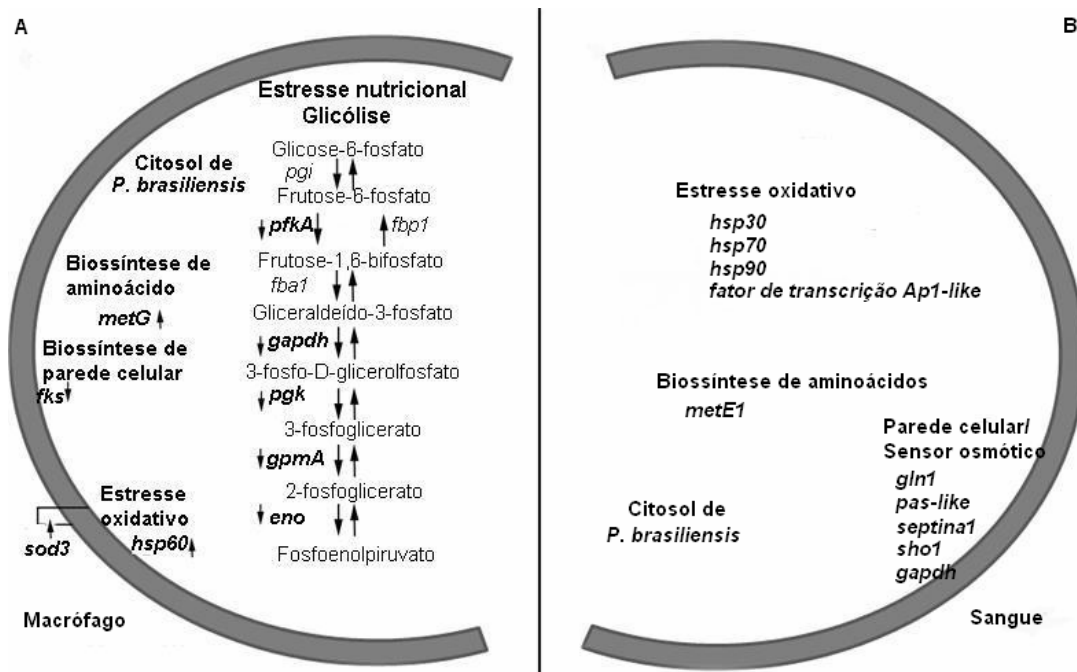 A
Estresse nutricional
Glicólise
Glicose-6-fosfato
pgi
Citosol de
P. brasiliensis
Frutose-6-fosfato
pfkA
fbp1
Frutose-1,6-bifosfato
fba1
Biossíntese de
aminoácido
metG
Gliceraldeído-3-fosfato
gapdh
Biossíntese de
parede celular
fks
3-fosfo-D-glicerolfosfato
pgk
3-fosfoglicerato
gpmA
2-fosfoglicerato
eno
Estresse
oxidativo
hsp60
sod3
Fosfoenolpiruvato
Macrófago
B
Estresse oxidativo
hsp30
hsp70
hsp90
fator de transcrição Ap1-like
Biossíntese de aminoácidos
metE1
Parede celular/
Sensor osmótico
gln1
pas-like
septina1
sho1
gapdh
Citosol de
P. brasiliensis
Sangue